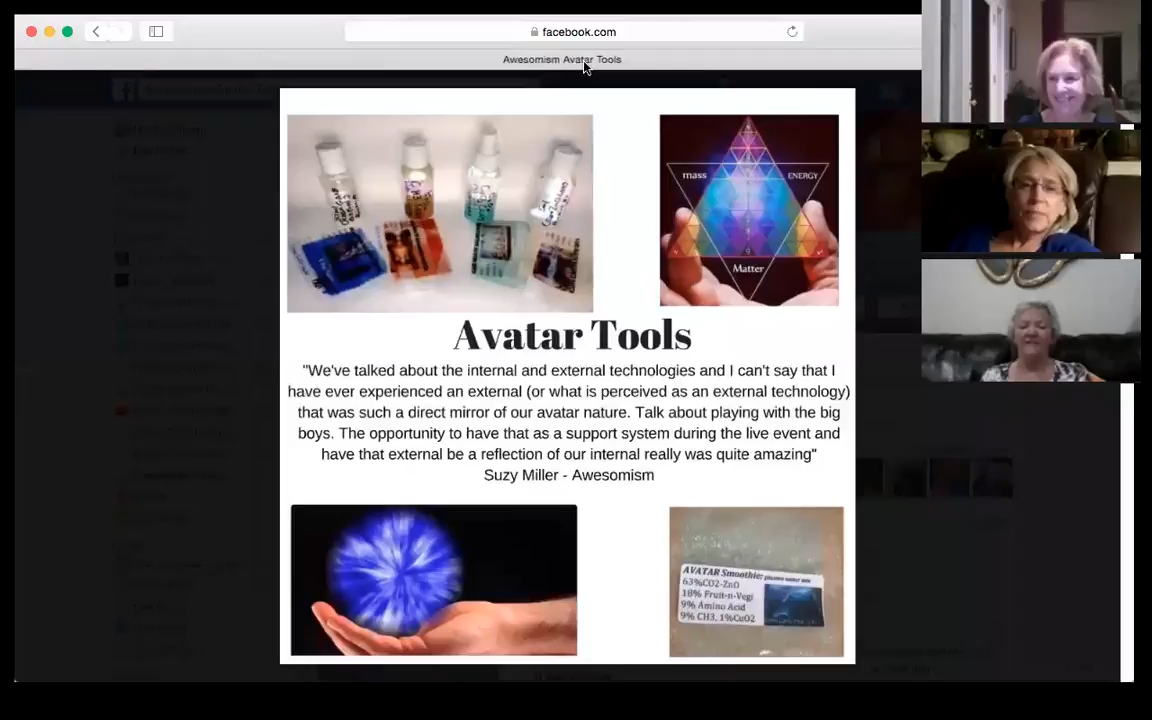 facebook.com
Awesomism Avatar Tools
mass
ENERGY
Matter
Avatar Tools
"We've talked about the internal and external technologies and I can't say that I
have ever experienced an external (or what is perceived as an external technology)
that was such a direct mirror of our avatar nature. Talk about playing with the big
boys. The opportunity to have that as a support system during the live event and
have that external be a reflection of our internal really was quite amazing"
Suzy Miller - Awesomism
AVATAR Smoothie:
63%CO2-ZnO
18% Fruit-n-Vegi
9% Amino Acid
9% CH3, 1%CuO2